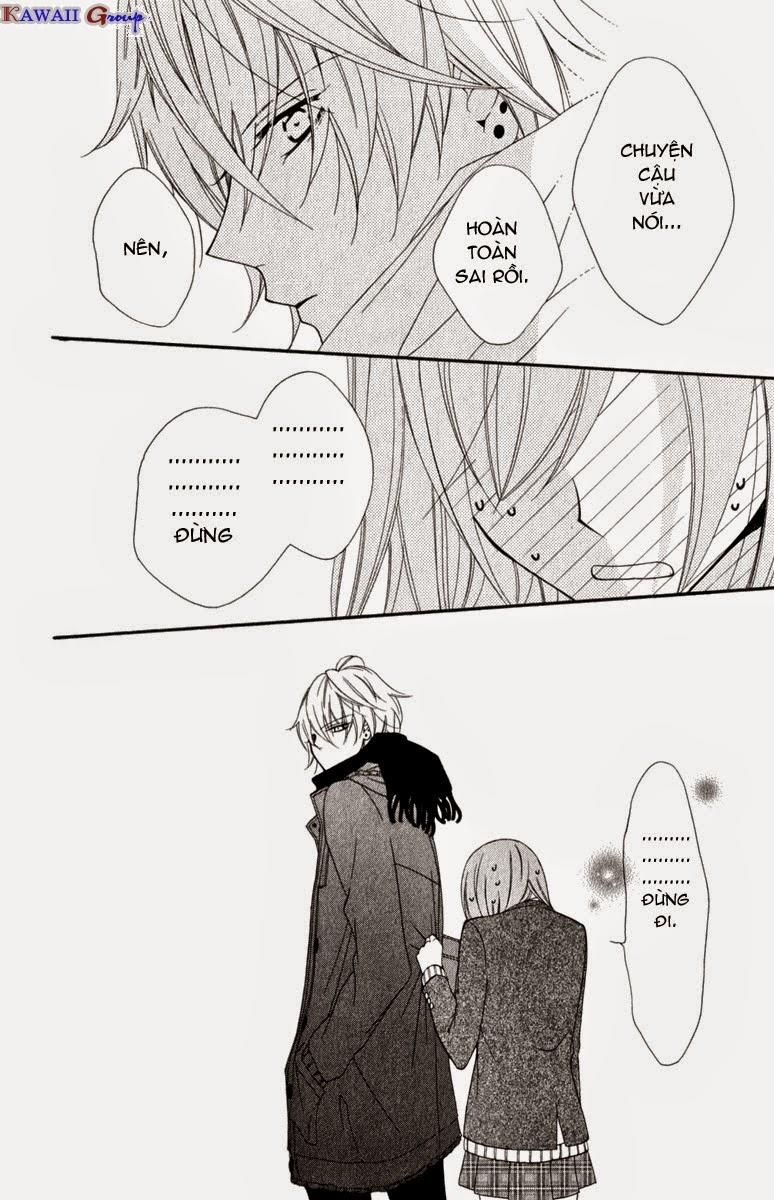 KAWAII GROUP
CHUYỆN
CẬU
VỪA
NÓI...
HOÀN
TOÀN
SAI RỒI.
NÊN,
...........
...........
...........
...........
...........
..........
ĐỪNG
.........
.........
.........
ĐỪNG
ĐI.